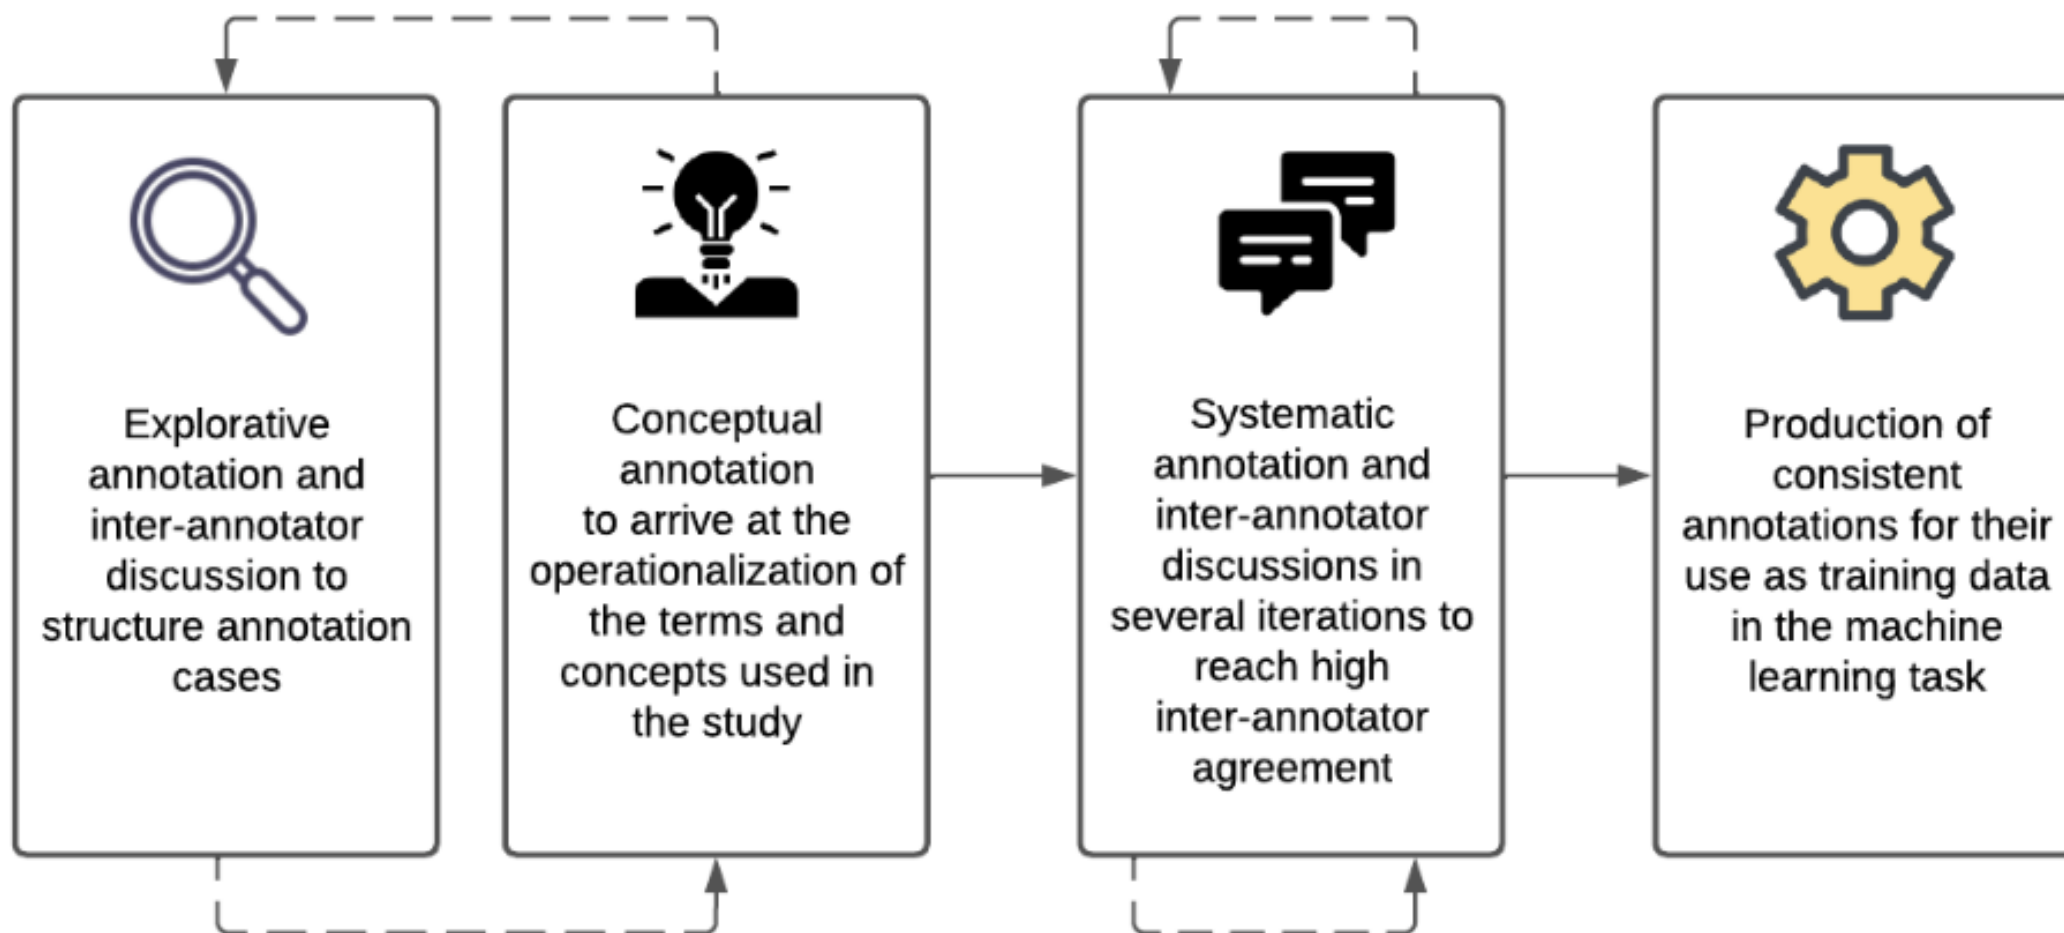 Explorative
annotation and
inter-annotator
discussion to
structure annotation
cases
Conceptual
annotation
to arrive at the
operationalization of
the terms and
concepts used in
the study
Systematic
annotation and
inter-annotator
discussions in
several iterations to
reach high
inter-annotator
agreement
Production of
consistent
annotations for their
use as training data
in the machine
learning task